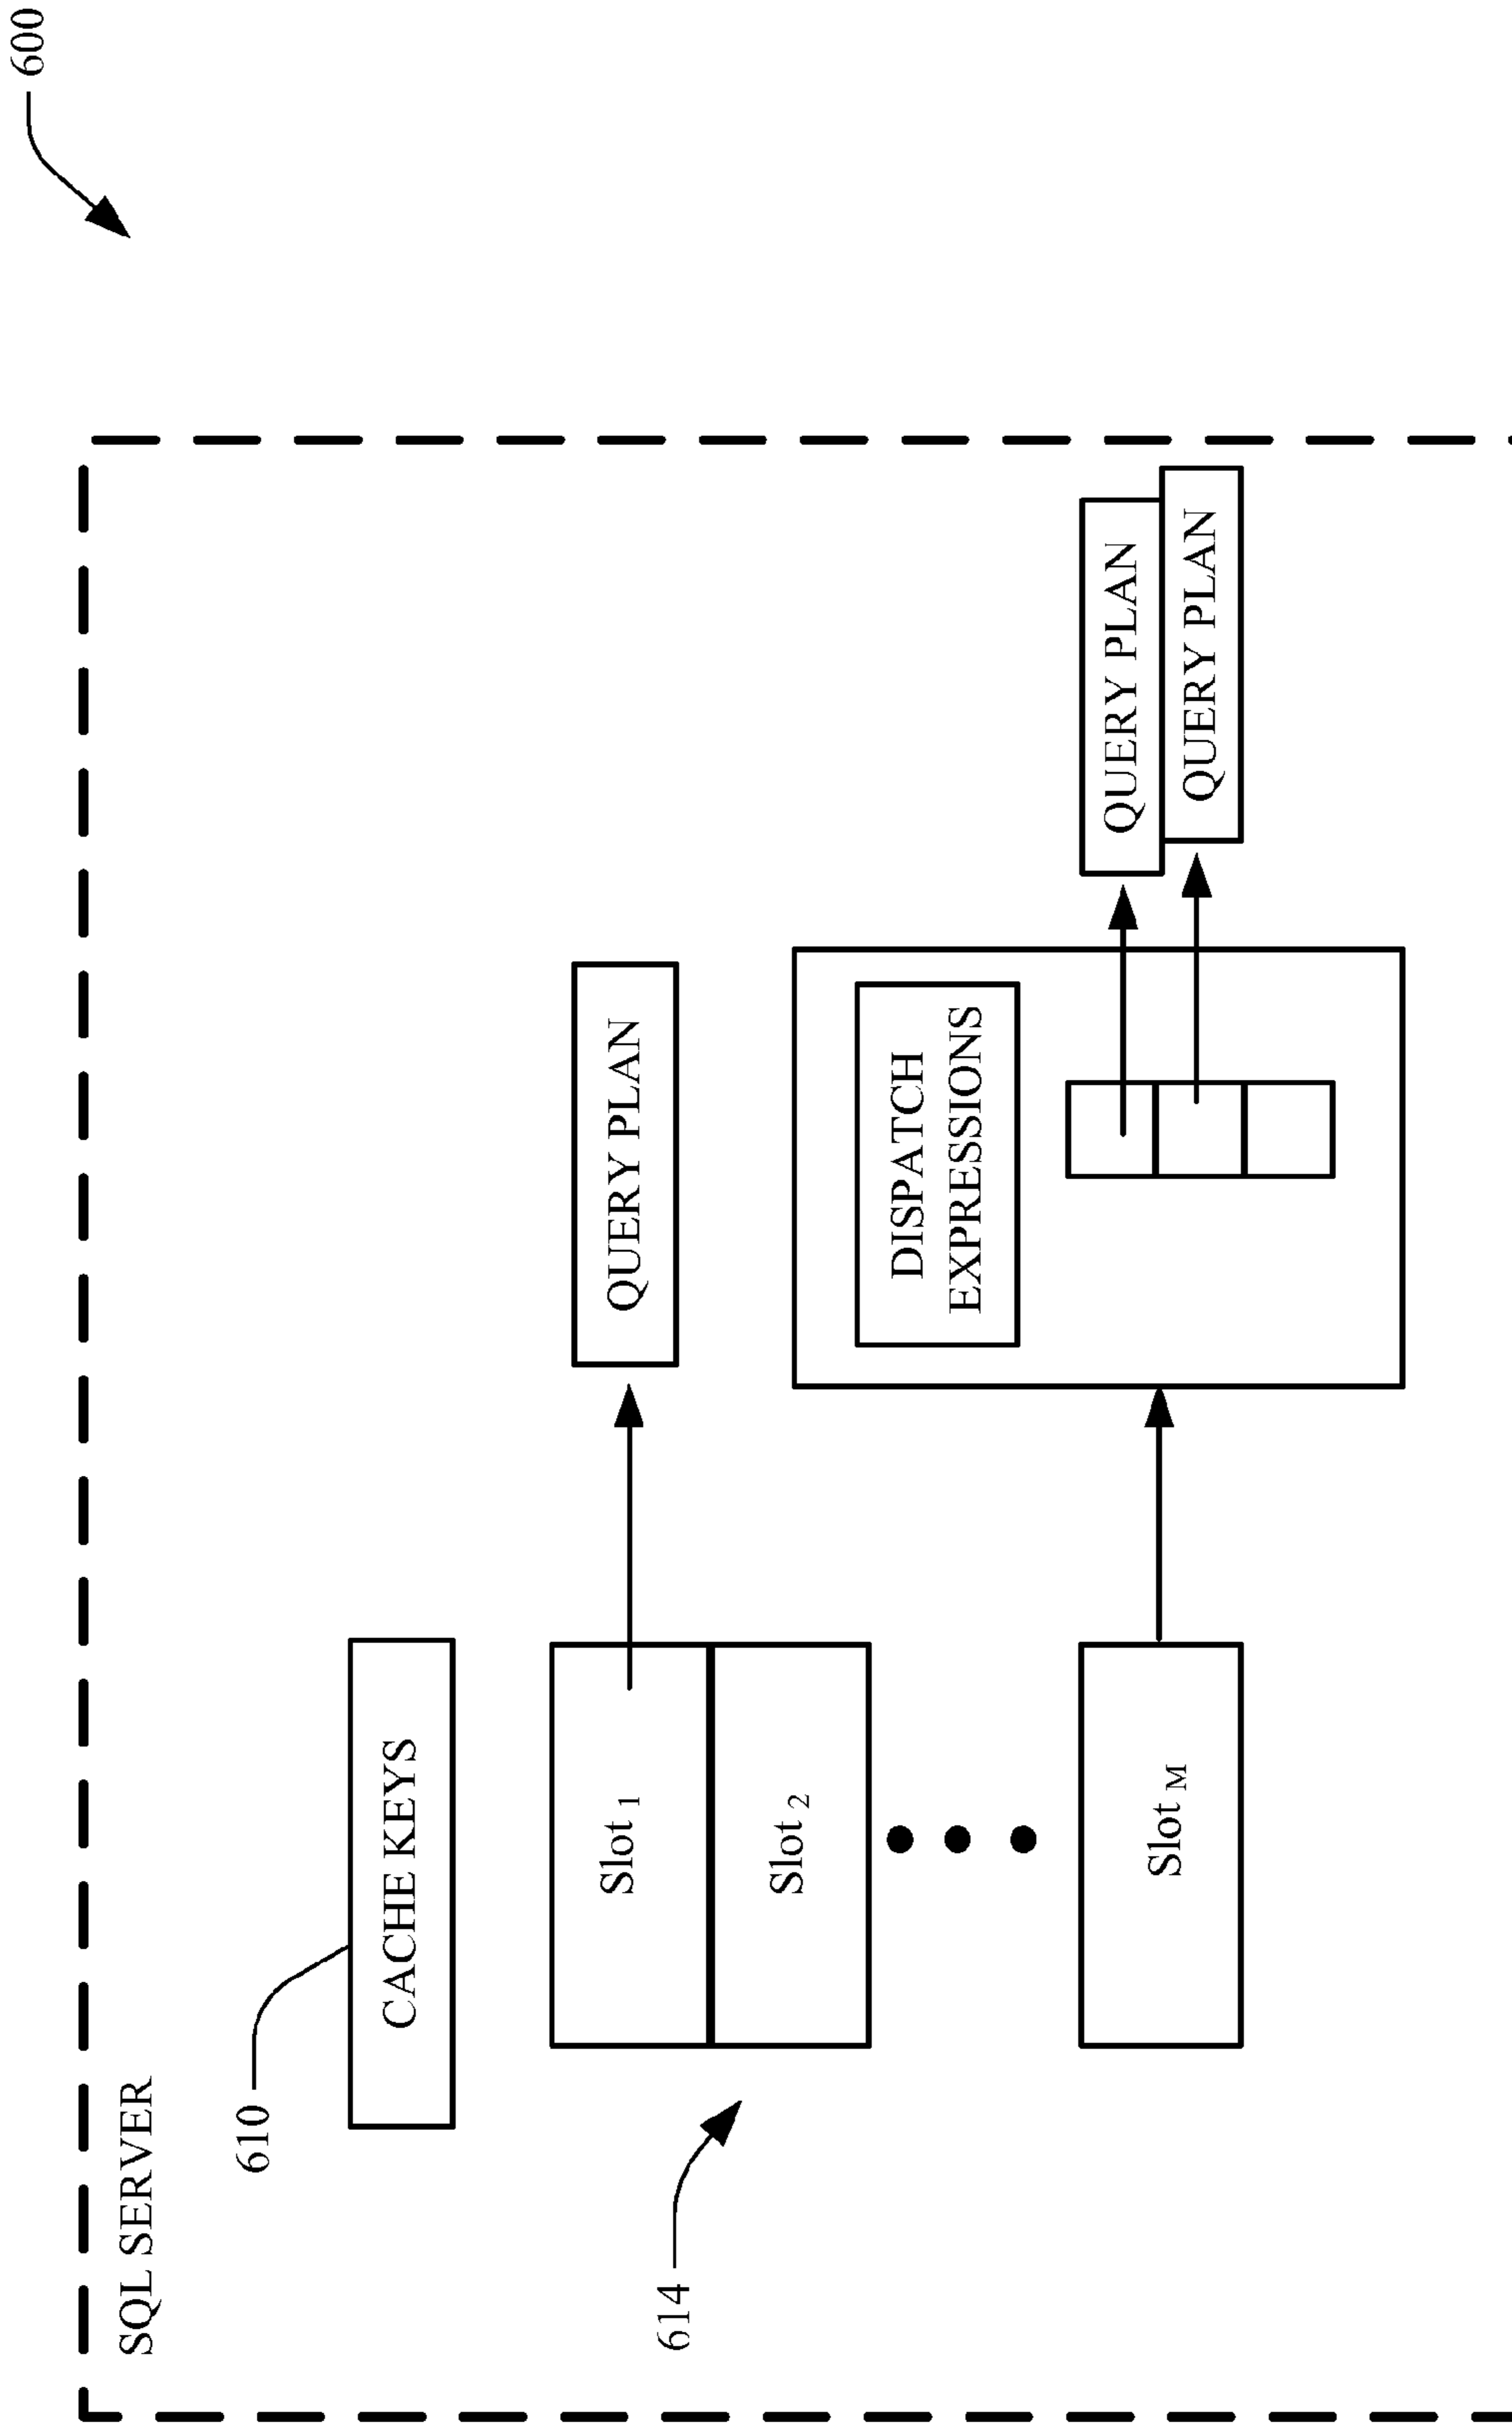 600
SQL SERVER
610
CACHE KEYS
614
Slot 1
QUERY PLAN
Slot 2
DISPATCH
EXPRESSIONS
Slot M
QUERY PLAN
QUERY PLAN